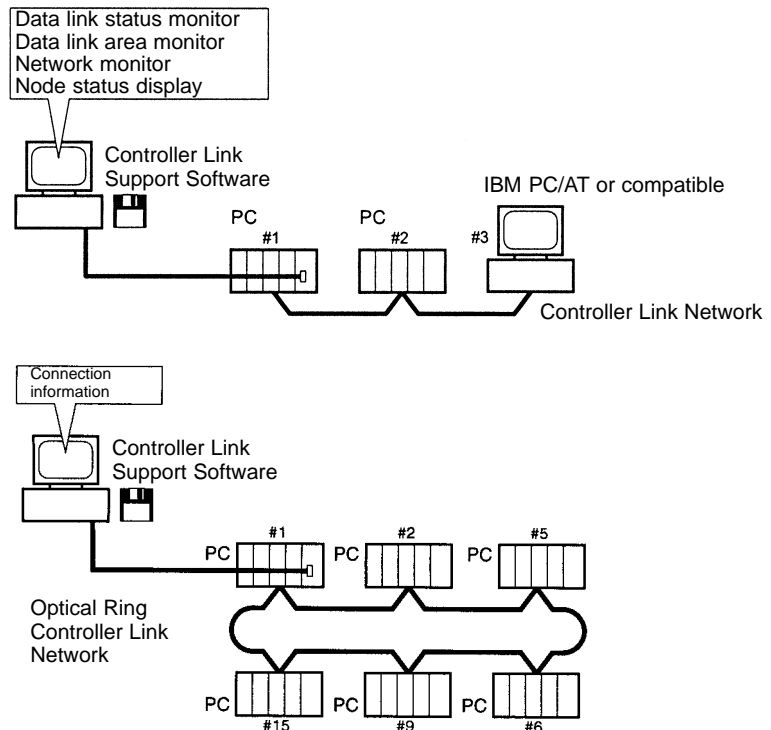 Data link status monitor
Data link area monitor
Network monitor
Node status display
Controller Link
Support Software
IBM PC/AT or compatible
PC
PC
#1
#2
#3
Controller Link Network
Connection
information
Controller Link
Support Software
#1
#2
#5
PC
PC
PC
Optical Ring
Controller Link
Network
PC
PC
PC
#15
#9
#6